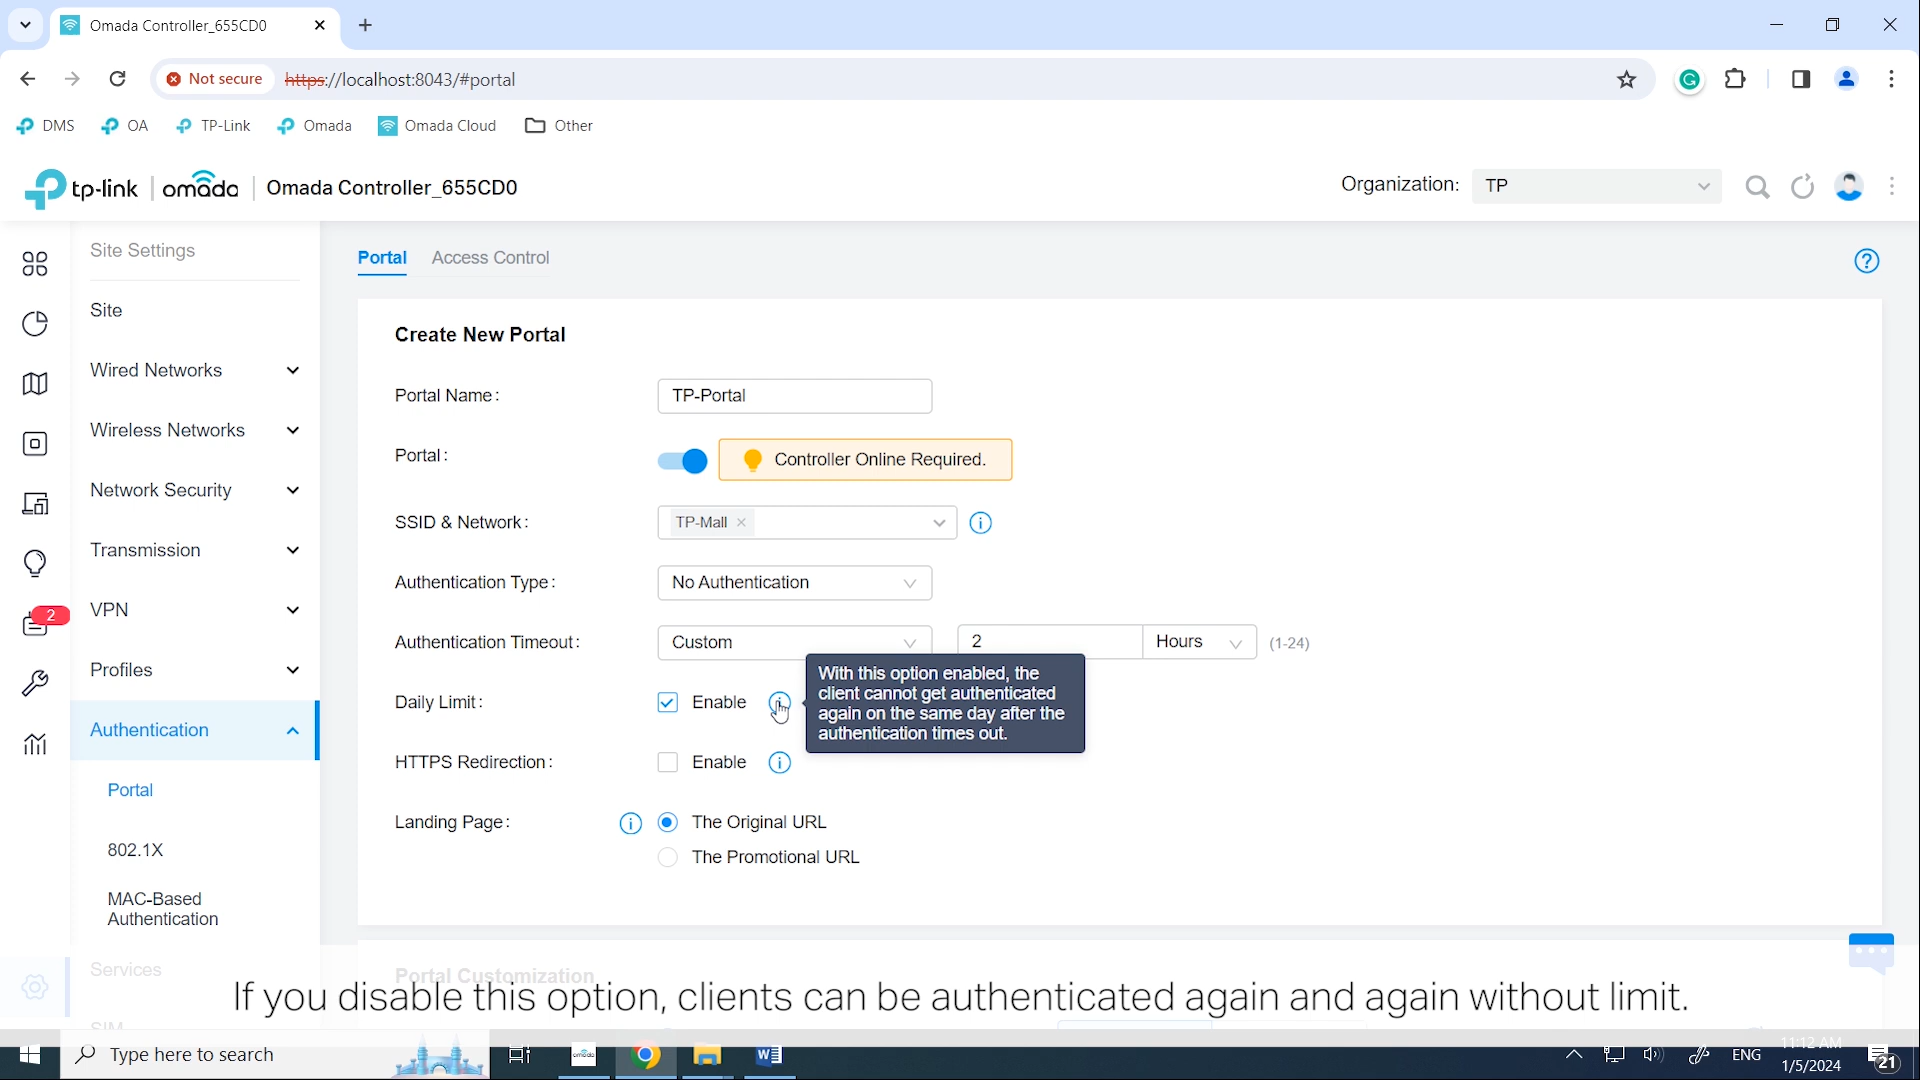 Omada Controller_655CD0
Not secure https://localhost:8043/#portal
DMS OA TP-Link Omada Omada Cloud Other
tp-link omada Omada Controller_655CD0 Organization: TP
Site Settings
Site
Wired Networks
Wireless Networks
Network Security
Transmission
2
VPN
Profiles
Authentication
Portal
802.1X
MAC-Based
Authentication
Services
SIM
Portal Access Control
Create New Portal
Portal Name: TP-Portal
Portal: Controller Online Required.
SSID & Network: TP-Mall
Authentication Type: No Authentication
Authentication Timeout: Custom 2 Hours (1-24)
Daily Limit: Enable
With this option enabled, the
client cannot get authenticated
again on the same day after the
authentication times out.
HTTPS Redirection: Enable
Landing Page: The Original URL
The Promotional URL
Portal Customization
If you disable this option, clients can be authenticated again and again without limit.
Type here to search
omada
ENG
11:12 AM
1/5/2024
21